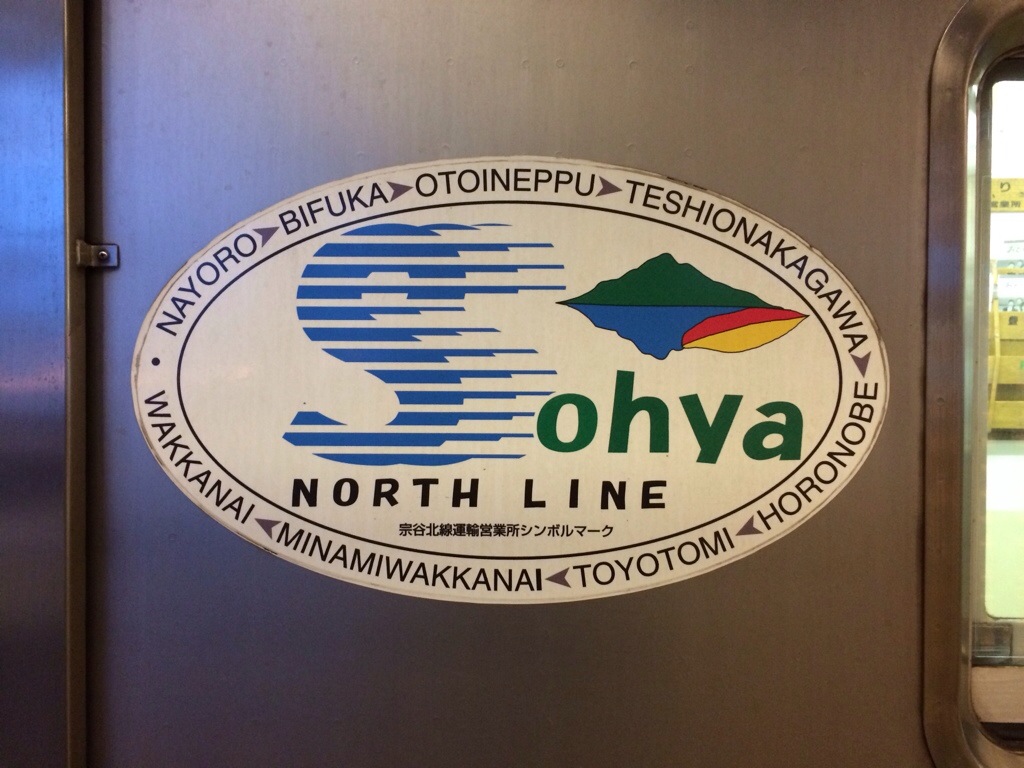 NAYORO➤BIFUKA➤OTOINEPPU➤TESHIONAKAGAWA➤HORONOBE➤TOYOTOMI➤MINAMIWAKKANAI➤WAKKANAI・
Sohya
NORTH LINE
宗谷北線運輸営業所シンボルマーク